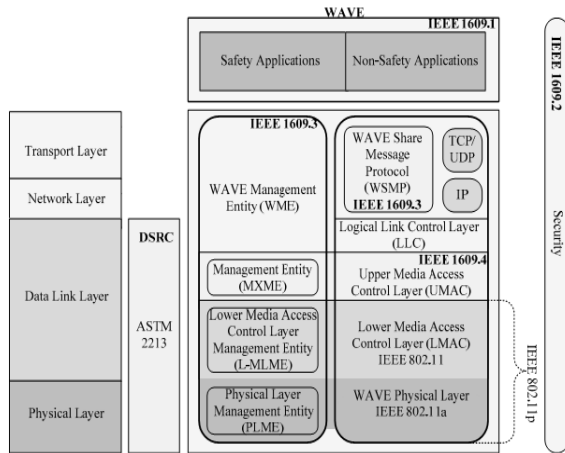 WAVE
IEEE 1609.1
Safety Applications
Non-Safety Applications
IEEE 1609.2
Security
Transport Layer
Network Layer
Data Link Layer
Physical Layer
DSRC
ASTM
2213
IEEE 1609.3
WAVE Management
Entity (WME)
Management Entity
(MXME)
Lower Media Access
Control Layer
Management Entity
(L-MLME)
Physical Layer
Management Entity
(PLME)
WAVE Share
Message
Protocol
(WSMP)
IEEE 1609.3
TCP/
UDP
IP
Logical Link Control Layer
(LLC)
IEEE 1609.4
Upper Media Access
Control Layer (UMAC)
Lower Media Access
Control Layer (LMAC)
IEEE 802.11
WAVE Physical Layer
IEEE 802.11a
IEEE 802.11p